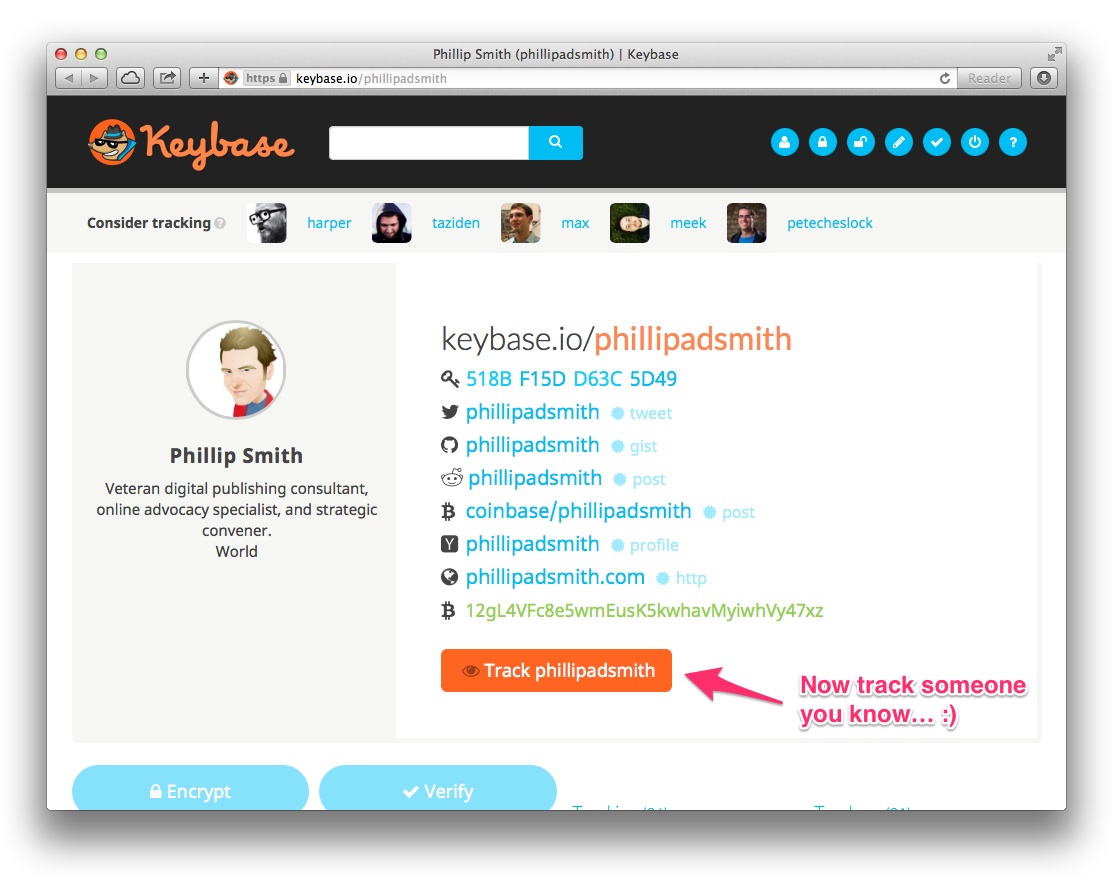 Phillip Smith (phillipadsmith) | Keybase
https keybase.io/phillipadsmith
Reader
Keybase
?
Consider tracking ? harper taziden max meek petecheslock
keybase.io/phillipadsmith
518B F15D D63C 5D49
phillipadsmith tweet
phillipadsmith gist
phillipadsmith post
coinbase/phillipadsmith post
Y phillipadsmith profile
phillipadsmith.com http
12gL4VFc8e5wmEusK5kwhavMyiwhVy47xz
Phillip Smith
Veteran digital publishing consultant,
online advocacy specialist, and strategic
convener.
World
Track phillipadsmith
Now track someone
you know... :)
Encrypt
Verify